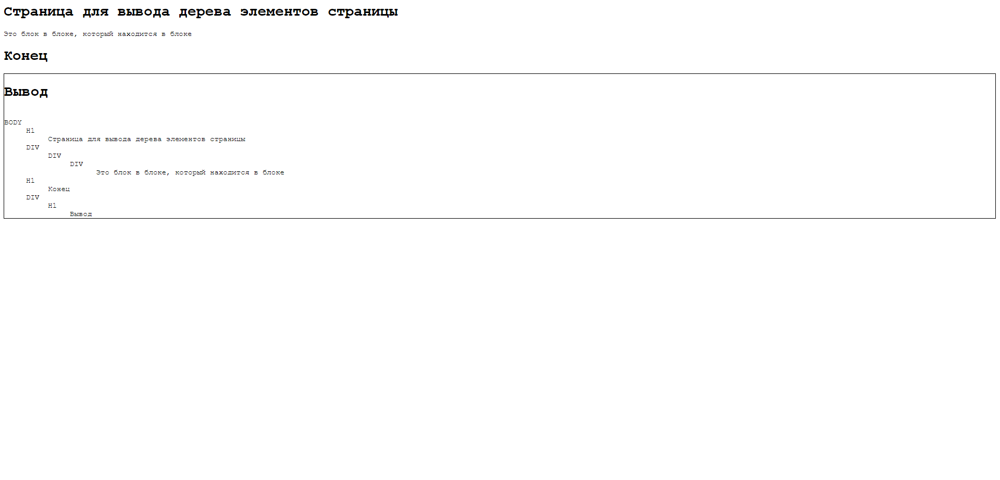 Страница для вывода дерева элементов страницы
Это блок в блоке, который находится в блоке
Конец
Вывод
BODY
H1
Страница для вывода дерева элементов страницы
DIV
DIV
DIV
Это блок в блоке, который находится в блоке
H1
Конец
DIV
H1
Вывод